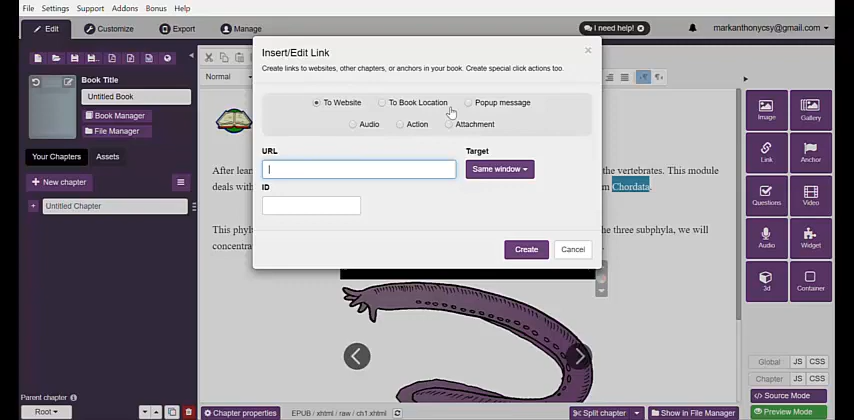 File Settings Support Addons Bonus Help
Edit Customize Export Manage I need help! markanthonycsy@gmail.com
Insert/Edit Link
Create links to websites, other chapters, or anchors in your book. Create special click actions too.
To Website To Book Location Popup message
Audio Action Attachment
URL Target
Same window
ID
Create Cancel
Book Title
Untitled Book
Book Manager
File Manager
Your Chapters Assets
New chapter
Untitled Chapter
Parent chapter
Root
Normal
After lear the vertebrates. This module
deals with m Chordata.
This phyl he three subphyla, we will
concentra
Image Gallery
Link Anchor
Questions Video
Audio Widget
3d Container
Global JS CSS
Chapter JS CSS
Source Mode
Preview Mode
Chapter properties EPUB / xhtml / raw / ch1.xhtml Split chapter Show in File Manager